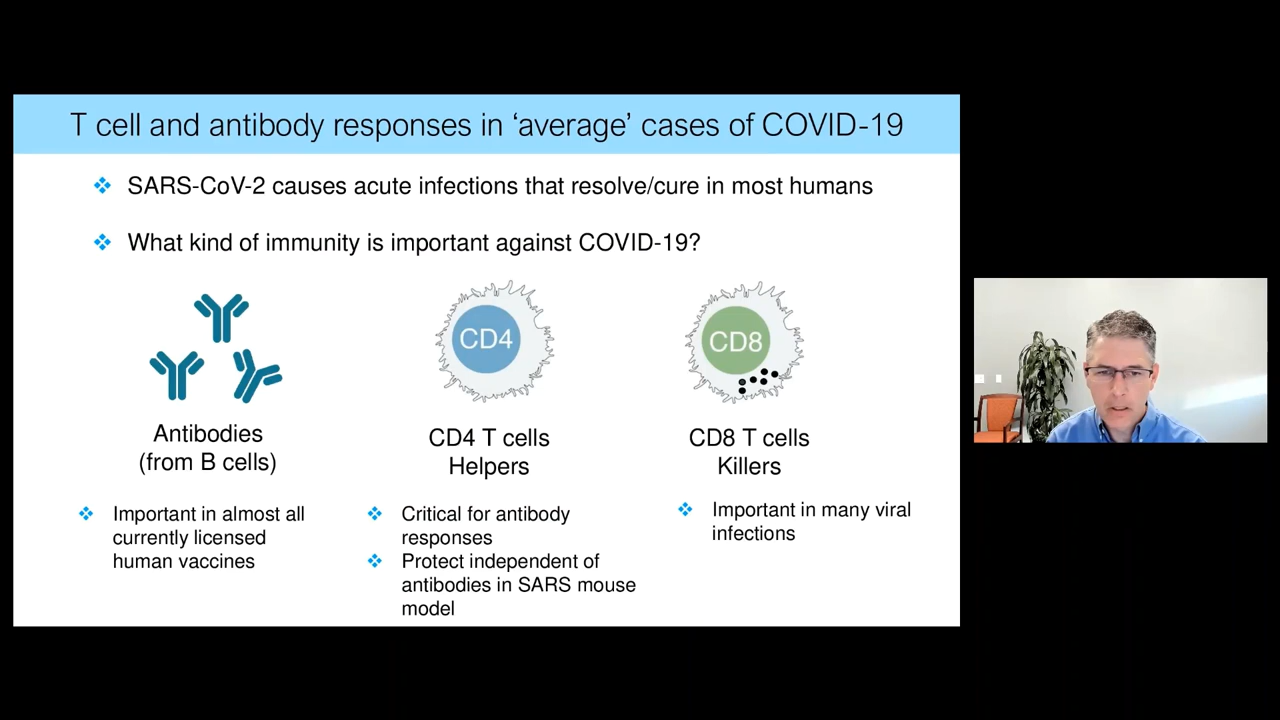 T cell and antibody responses in ‘average’ cases of COVID-19
SARS-CoV-2 causes acute infections that resolve/cure in most humans
What kind of immunity is important against COVID-19?
CD4
CD8
Antibodies
(from B cells)
CD4 T cells
Helpers
CD8 T cells
Killers
Important in almost all
currently licensed
human vaccines
Critical for antibody
responses
Protect independent of
antibodies in SARS mouse
model
Important in many viral
infections